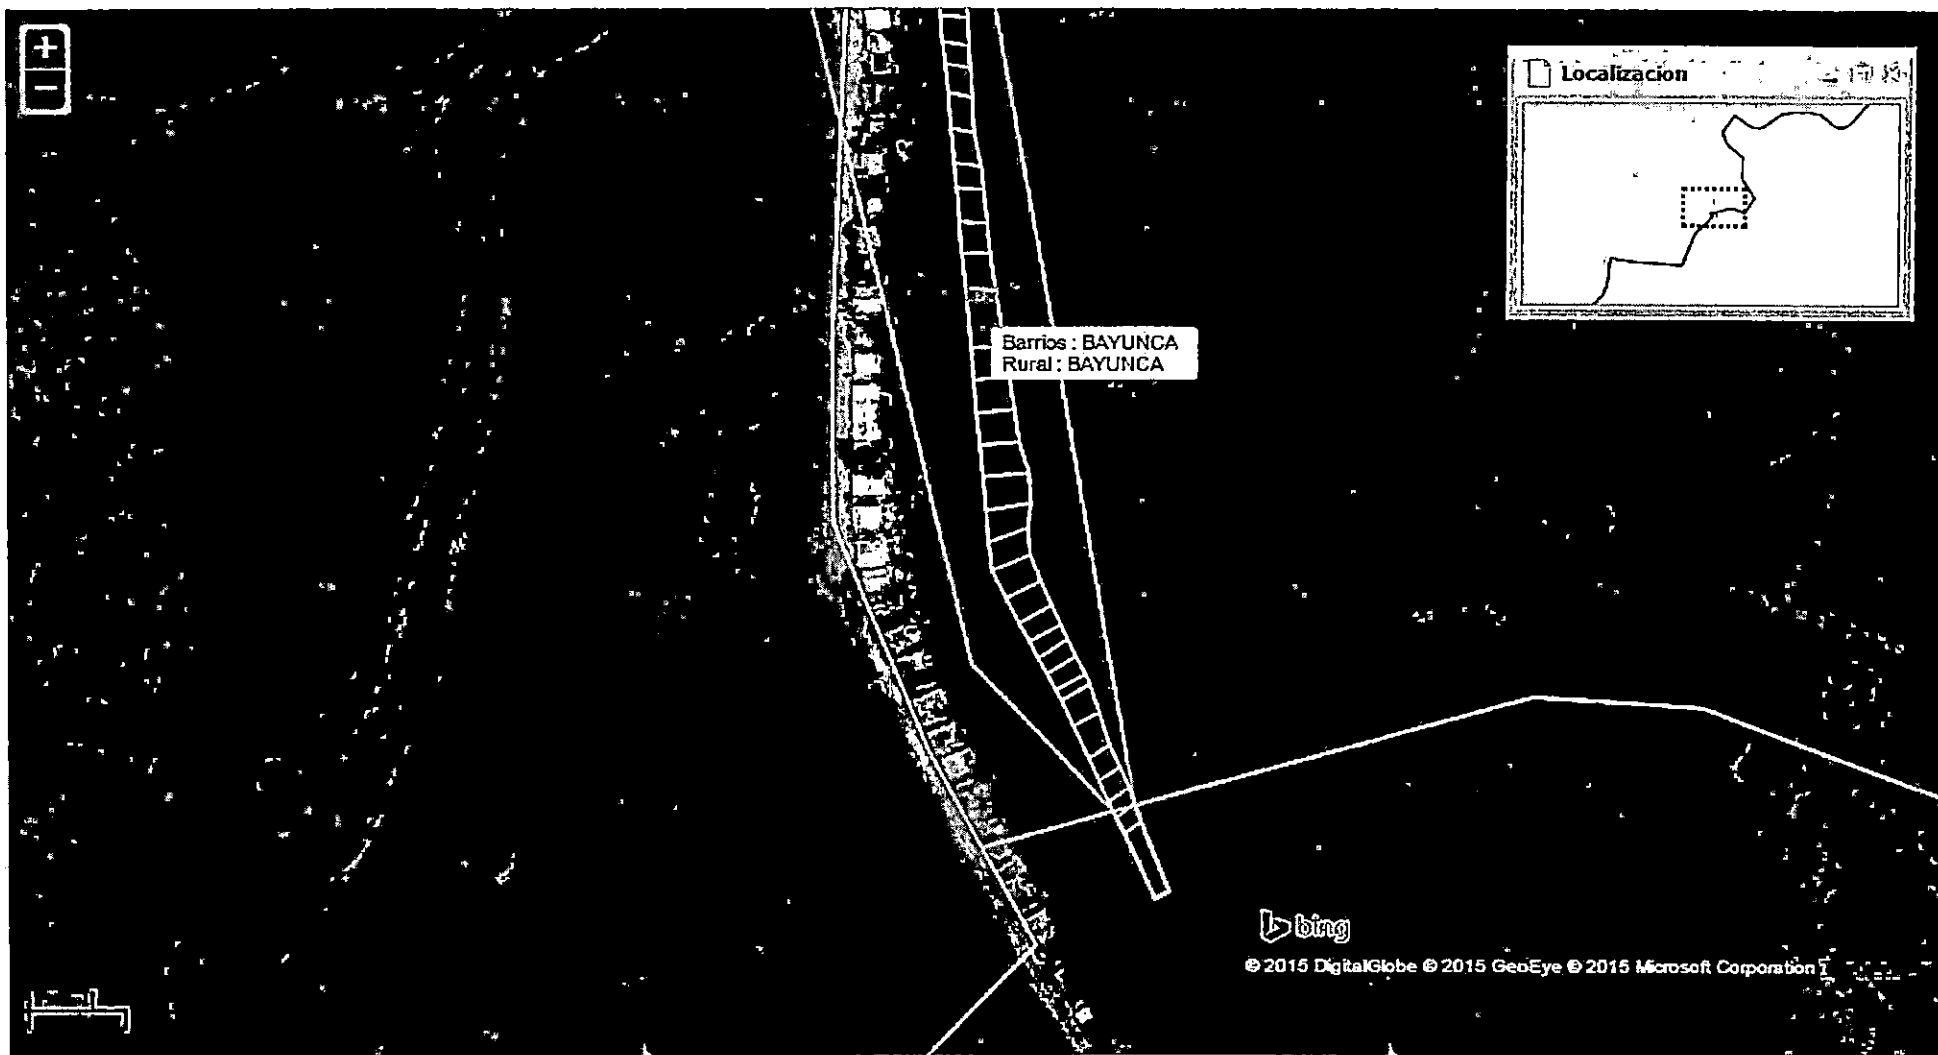 +
−
Localizacion
Barrios : BAYUNCA
Rural : BAYUNCA
bing
© 2015 DigitalGlobe © 2015 GeoEye © 2015 Microsoft Corporation